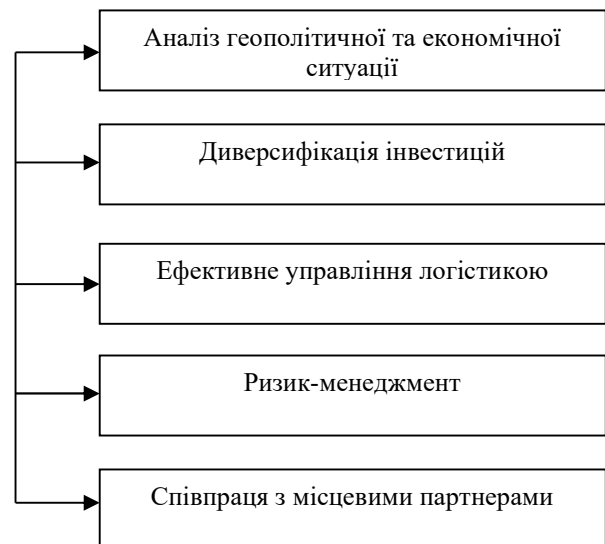 Аналіз геополітичної та економічної
ситуації
Диверсифікація інвестицій
Ефективне управління логістикою
Ризик-менеджмент
Співпраця з місцевими партнерами